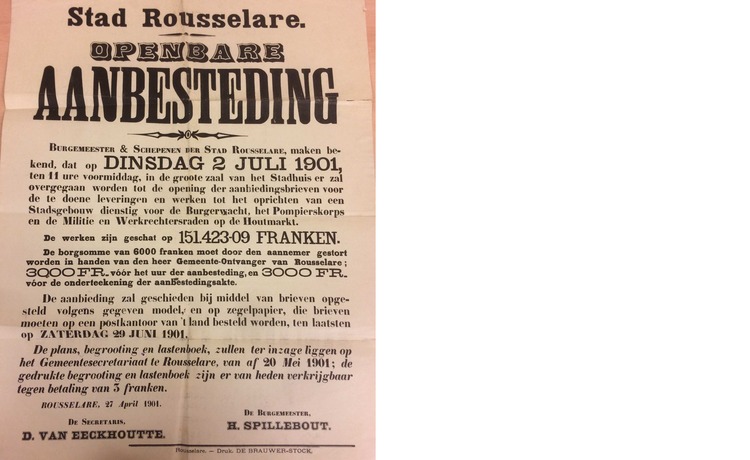 Stad Rousselare.
OPENBARE
AANBESTEDING
BURGEMEESTER & SCHEPENEN DER STAD ROUSSELARE, maken be-
kend, dat op DINSDAG 2 JULI 1901,
ten 11 ure voormiddag, in de groote zaal van het Stadhuis er zal
overgegaan worden tot de opening der aanbiedingsbrieven voor
de te doene leveringen en werken tot het oprichten van een
Stadsgebouw dienstig voor de Burgerwacht, het Pompierskorps
en de Militie en Werkrechtersraden op de Houtmarkt.
De werken zijn geschat op 151.423-09 FRANKEN.
De borgsomme van 6000 franken moet door den aannemer gestort
worden in handen van den heer Gemeente-Ontvanger van Rousselare ;
3000 FR. vóór het uur der aanbesteding, en 3000 FR.
vóór de onderteekening der aanbestedingsakte.
De aanbieding zal geschieden bij middel van brieven opge-
steld volgens gegeven model, en op zegelpapier, die brieven
moeten op een postkantoor van 't land besteld worden, ten laatsten
op ZATERDAG 29 JUNI 1901.
De plans, begrooting en lastenboek, zullen ter inzage liggen op
het Gemeentesecretariaat te Rousselare, van af 20 Mei 1901 ; de
gedrukte begrooting en lastenboek zijn er van heden verkrijgbaar
tegen betaling van 3 franken.
ROUSSELARE, 27 April 1901.
DE SECRETARIS,
D. VAN EECKHOUTTE.
DE BURGEMEESTER,
H. SPILLEBOUT.
Rousselare. — Druk. DE BRAUWER-STOCK.